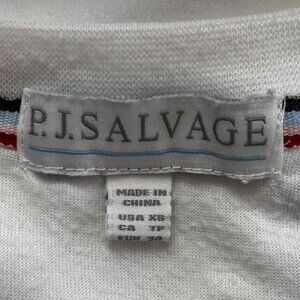 P.J.SALVAGE
MADE IN
CHINA
USA XS
CA TP
EUR 34